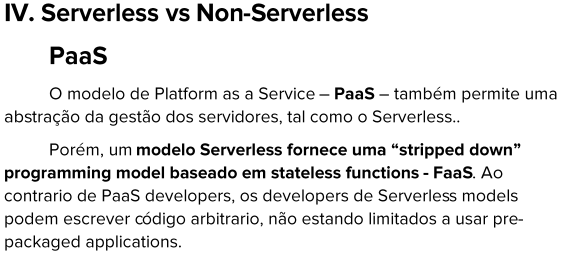 IV. Serverless vs Non-Serverless
PaaS
O modelo de Platform as a Service – PaaS – também permite uma
abstração da gestão dos servidores, tal como o Serverless..
Porém, um modelo Serverless fornece uma “stripped down”
programming model baseado em stateless functions - FaaS. Ao
contrario de PaaS developers, os developers de Serverless models
podem escrever código arbitrario, não estando limitados a usar pre-
packaged applications.